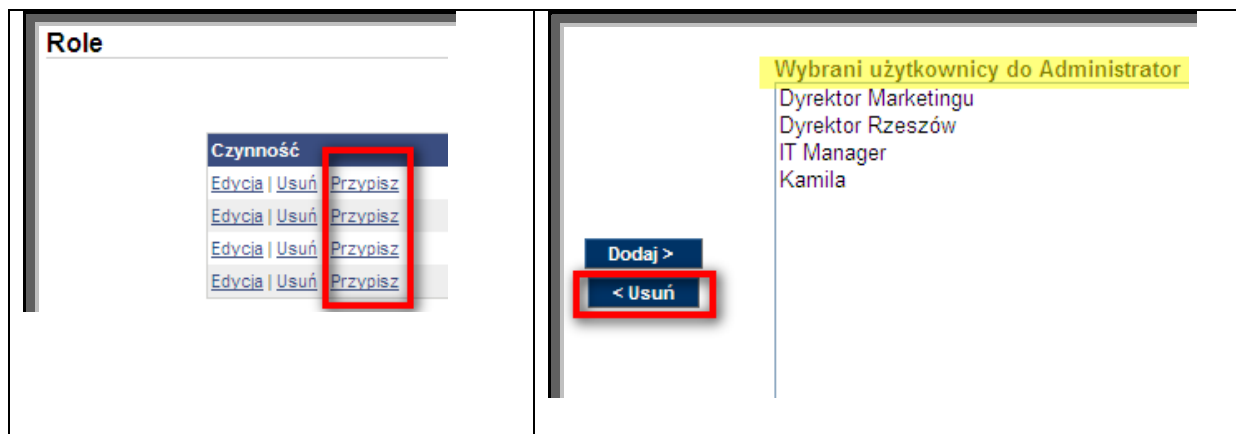 Role
Czynność
Edycja | Usuń Przypisz
Edycja | Usuń Przypisz
Edycja | Usuń Przypisz
Edycja | Usuń Przypisz
Wybrani użytkownicy do Administrator
Dyrektor Marketingu
Dyrektor Rzeszów
IT Manager
Kamila
Dodaj >
< Usuń